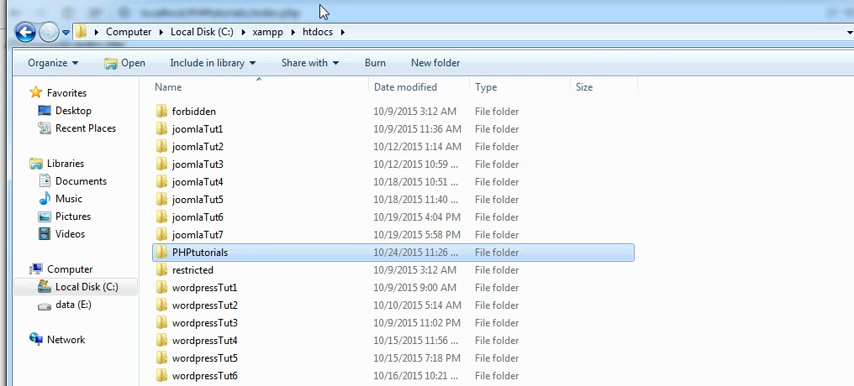 Computer Local Disk (C:) xampp htdocs
Organize Open Include in library Share with Burn New folder
Favorites
Desktop
Recent Places
Libraries
Documents
Music
Pictures
Videos
Computer
Local Disk (C:)
data (E:)
Network
Name Date modified Type Size
forbidden 10/9/2015 3:12 AM File folder
joomlaTut1 10/9/2015 11:36 AM File folder
joomlaTut2 10/12/2015 1:14 AM File folder
joomlaTut3 10/12/2015 10:59 ... File folder
joomlaTut4 10/18/2015 10:51 ... File folder
joomlaTut5 10/18/2015 11:40 ... File folder
joomlaTut6 10/19/2015 4:04 PM File folder
joomlaTut7 10/19/2015 5:58 PM File folder
PHPtutorials 10/24/2015 11:26 ... File folder
restricted 10/9/2015 3:12 AM File folder
wordpressTut1 10/9/2015 9:00 AM File folder
wordpressTut2 10/10/2015 5:14 AM File folder
wordpressTut3 10/9/2015 11:02 PM File folder
wordpressTut4 10/15/2015 11:56 ... File folder
wordpressTut5 10/15/2015 7:18 PM File folder
wordpressTut6 10/16/2015 10:21 ... File folder